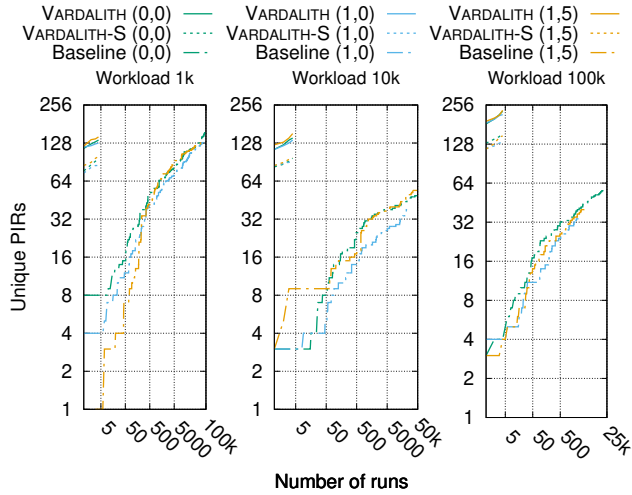 VARDALITH (0,0) VARDALITH (1,0) VARDALITH (1,5)
VARDALITH-S (0,0) VARDALITH-S (1,0) VARDALITH-S (1,5)
Baseline (0,0) Baseline (1,0) Baseline (1,5)
Workload 1k Workload 10k Workload 100k
Unique PIRs
256 256 256
128 128 128
64 64 64
32 32 32
16 16 16
8 8 8
4 4 4
2 2 2
1 1 1
5 50 500 5000 100k 5 50 500 5000 50k 5 50 500 25k
Number of runs